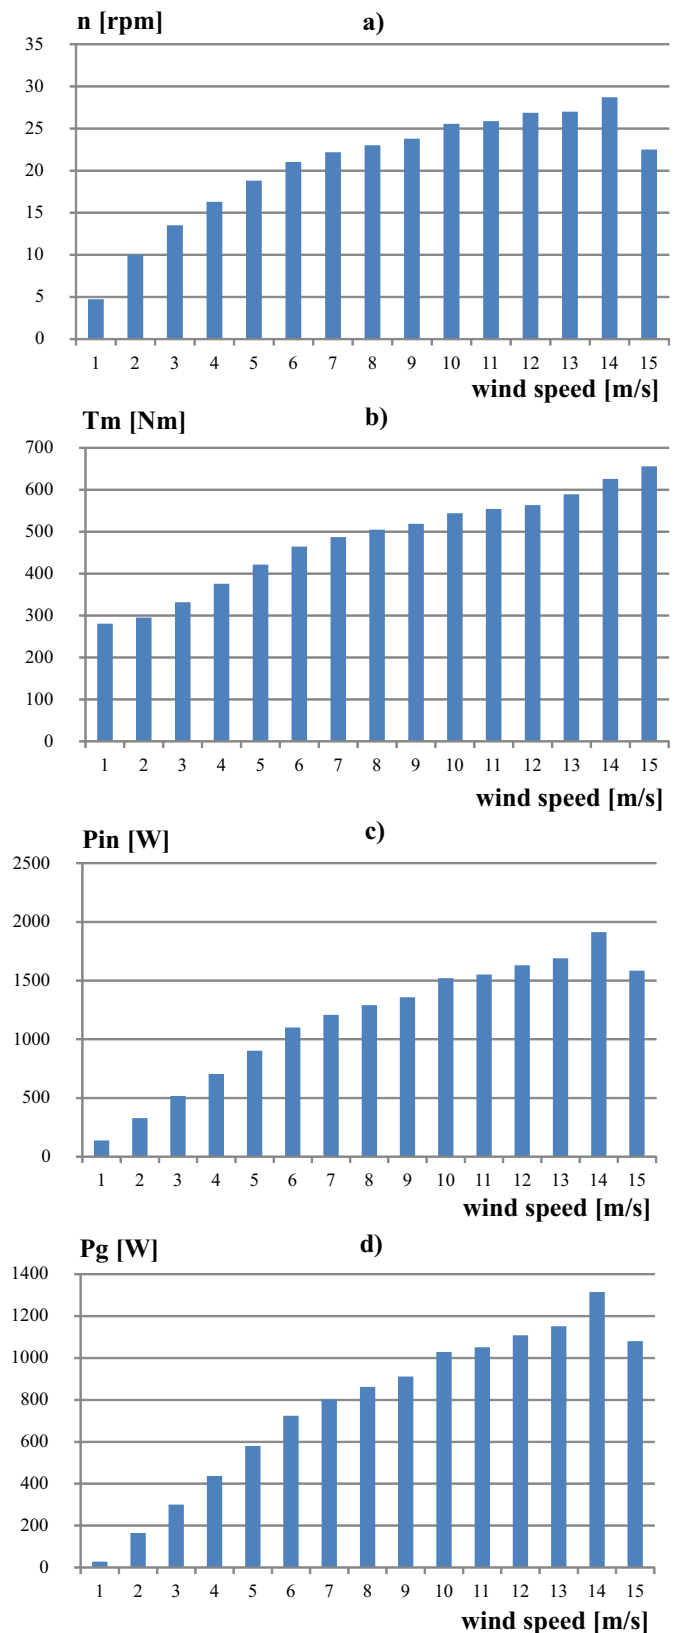 n [rpm]
a)
35
30
25
20
15
10
5
0
1 2 3 4 5 6 7 8 9 10 11 12 13 14 15
wind speed [m/s]
Tm [Nm]
b)
700
600
500
400
300
200
100
0
1 2 3 4 5 6 7 8 9 10 11 12 13 14 15
wind speed [m/s]
Pin [W]
c)
2500
2000
1500
1000
500
0
1 2 3 4 5 6 7 8 9 10 11 12 13 14 15
wind speed [m/s]
Pg [W]
d)
1400
1200
1000
800
600
400
200
0
1 2 3 4 5 6 7 8 9 10 11 12 13 14 15
wind speed [m/s]